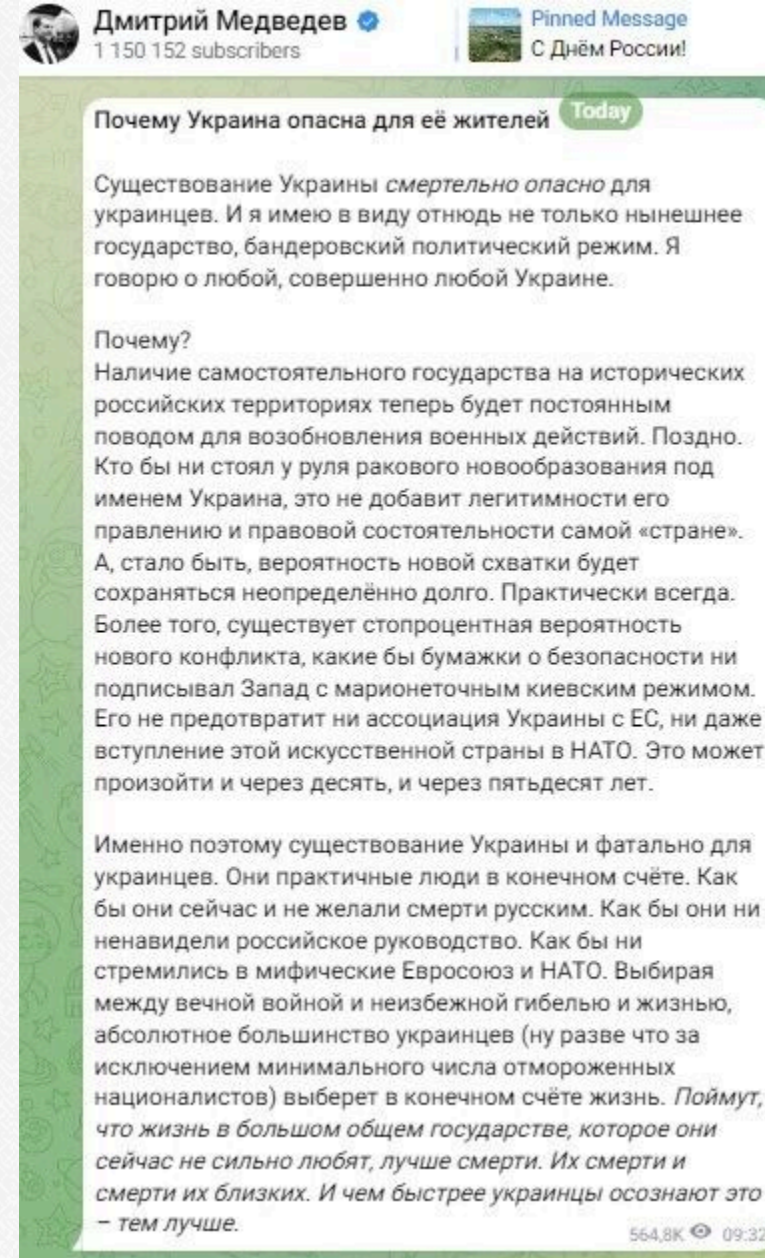 Дмитрий Медведев
1 150 152 subscribers
Pinned Message
С Днём России!
Today
Почему Украина опасна для её жителей
Существование Украины смертельно опасно для
украинцев. И я имею в виду отнюдь не только нынешнее
государство, бандеровский политический режим. Я
говорю о любой, совершенно любой Украине.
Почему?
Наличие самостоятельного государства на исторических
российских территориях теперь будет постоянным
поводом для возобновления военных действий. Поздно.
Кто бы ни стоял у руля ракового новообразования под
именем Украина, это не добавит легитимности его
правлению и правовой состоятельности самой «стране».
А, стало быть, вероятность новой схватки будет
сохраняться неопределённо долго. Практически всегда.
Более того, существует стопроцентная вероятность
нового конфликта, какие бы бумажки о безопасности ни
подписывал Запад с марионеточным киевским режимом.
Его не предотвратит ни ассоциация Украины с ЕС, ни даже
вступление этой искусственной страны в НАТО. Это может
произойти и через десять, и через пятьдесят лет.
Именно поэтому существование Украины и фатально для
украинцев. Они практичные люди в конечном счёте. Как
бы они сейчас и не желали смерти русским. Как бы они ни
ненавидели российское руководство. Как бы ни
стремились в мифические Евросоюз и НАТО. Выбирая
между вечной войной и неизбежной гибелью и жизнью,
абсолютное большинство украинцев (ну разве что за
исключением минимального числа отмороженных
националистов) выберет в конечном счёте жизнь. Поймут,
что жизнь в большом общем государстве, которое они
сейчас не сильно любят, лучше смерти. Их смерти и
смерти их близких. И чем быстрее украинцы осознают это
– тем лучше.
564,8K 09:32